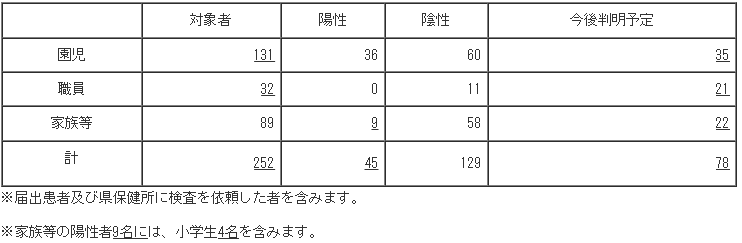 対象者 陽性 陰性 今後判明予定
園児 131 36 60 35
職員 32 0 11 21
家族等 89 9 58 22
計 252 45 129 78
※届出患者及び県保健所に検査を依頼した者を含みます。
※家族等の陽性者9名には、小学生4名を含みます。